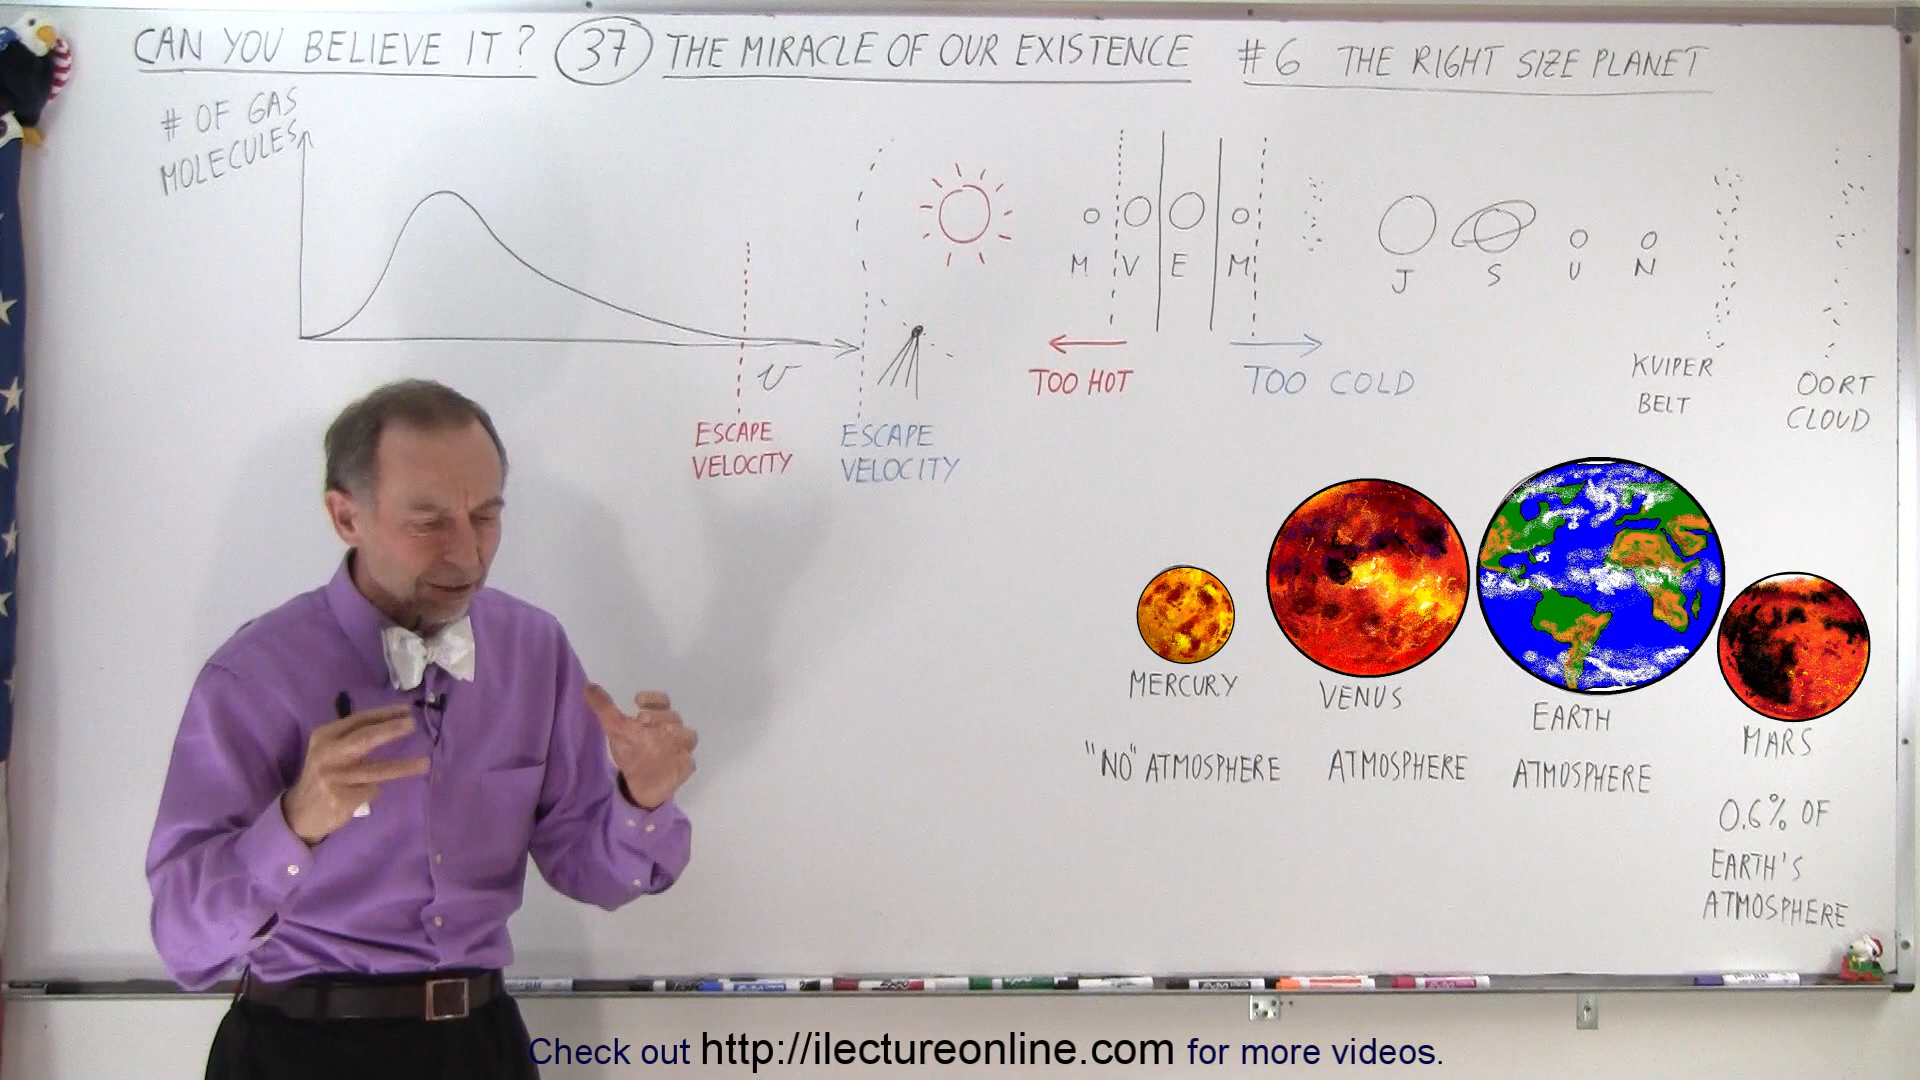 CAN YOU BELIEVE IT? 37 THE MIRACLE OF OUR EXISTENCE #6 THE RIGHT SIZE PLANET
# OF GAS
MOLECULES
v
ESCAPE
VELOCITY
ESCAPE
VELOCITY
M V E M J S U N
TOO HOT
TOO COLD
KUIPER
BELT
OORT
CLOUD
MERCURY
VENUS
EARTH
MARS
"NO" ATMOSPHERE
ATMOSPHERE
ATMOSPHERE
0.6% OF
EARTH'S
ATMOSPHERE
Check out http://ilectureonline.com for more videos.